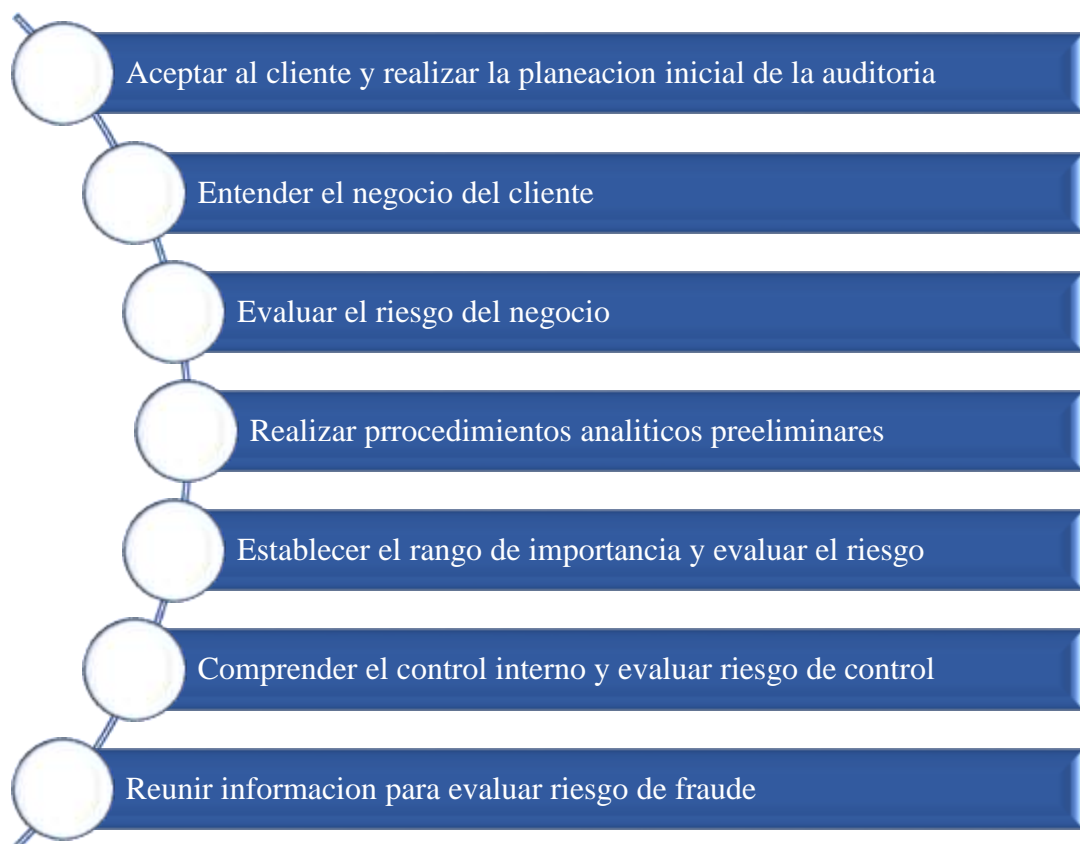 Aceptar al cliente y realizar la planeacion inicial de la auditoria
Entender el negocio del cliente
Evaluar el riesgo del negocio
Realizar prrocedimientos analiticos preeliminares
Establecer el rango de importancia y evaluar el riesgo
Comprender el control interno y evaluar riesgo de control
Reunir informacion para evaluar riesgo de fraude